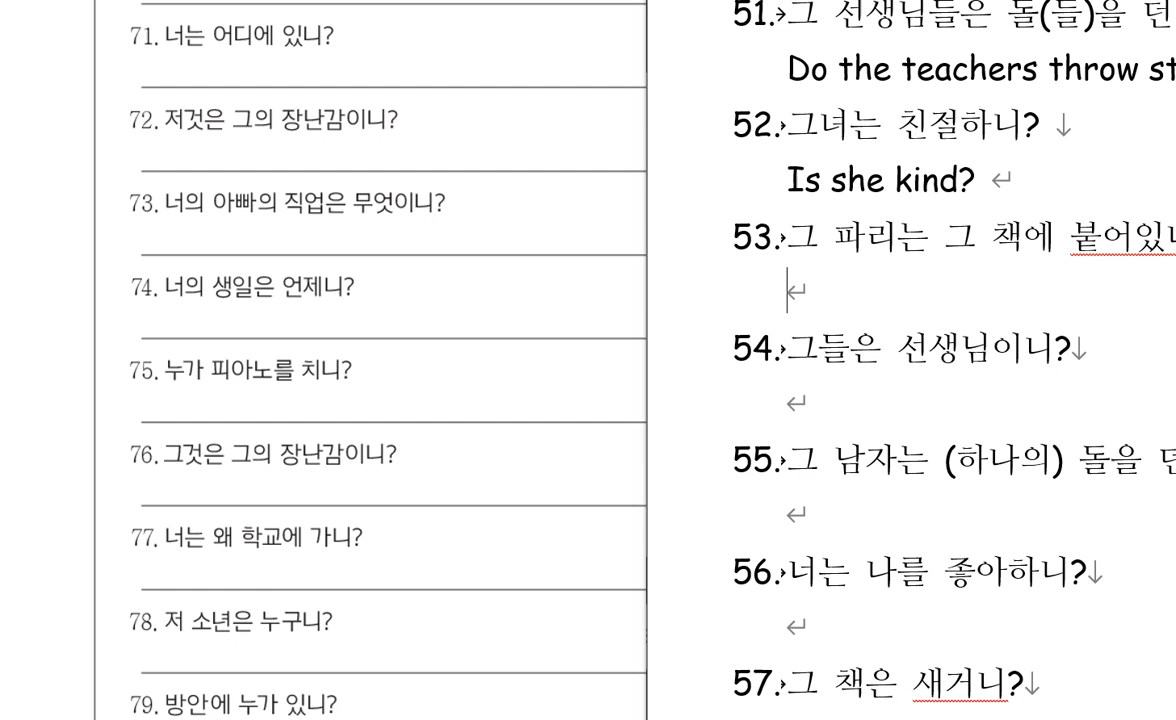 71. 너는 어디에 있니?
72. 저것은 그의 장난감이니?
73. 너의 아빠의 직업은 무엇이니?
74. 너의 생일은 언제니?
75. 누가 피아노를 치니?
76. 그것은 그의 장난감이니?
77. 너는 왜 학교에 가니?
78. 저 소년은 누구니?
79. 방안에 누가 있니?
51. 그 선생님들은 돌(들)을 던
Do the teachers throw st
52. 그녀는 친절하니? ↓
Is she kind? ↵
53. 그 파리는 그 책에 붙어있
↵
54. 그들은 선생님이니?↓
↵
55. 그 남자는 (하나의) 돌을
↵
56. 너는 나를 좋아하니?↓
↵
57. 그 책은 새거니?↓